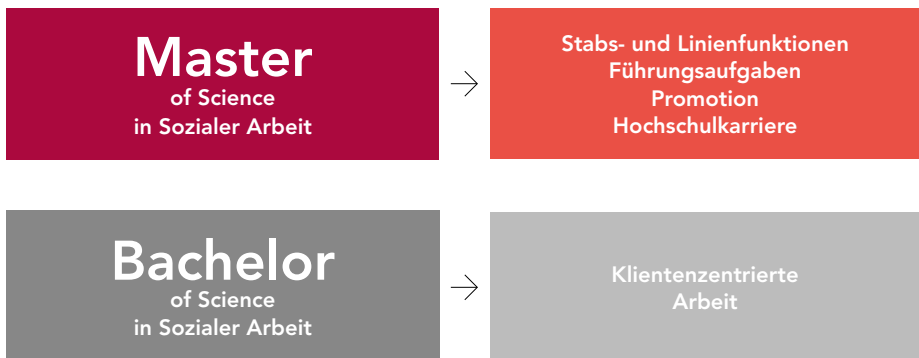 Master
of Science
in Sozialer Arbeit
Stabs- und Linienfunktionen
Führungsaufgaben
Promotion
Hochschulkarriere
Bachelor
of Science
in Sozialer Arbeit
Klientenzentrierte
Arbeit